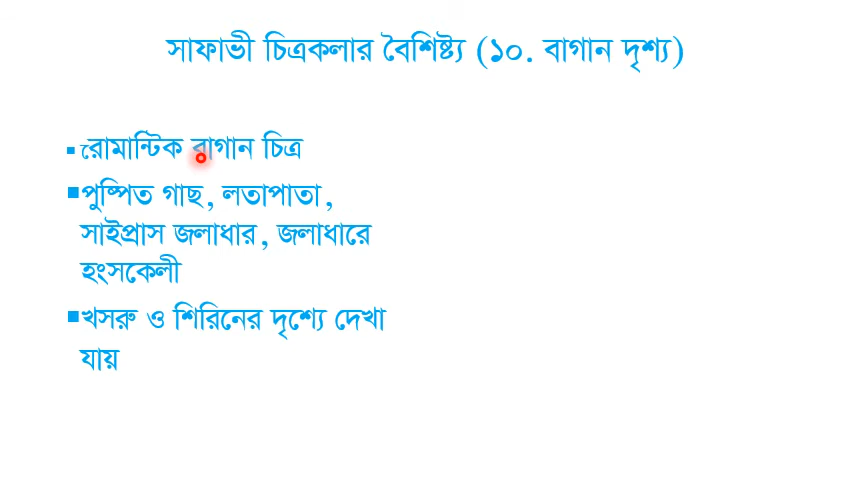 সাফাভী চিত্রকলার বৈশিষ্ট্য (১০. বাগান দৃশ্য)
▪ রোমান্টিক বাগান চিত্র
▪পুষ্পিত গাছ, লতাপাতা,
সাইপ্রাস জলাধার, জলাধারে
হংসকেলী
▪খসরু ও শিরিনের দৃশ্যে দেখা
যায়